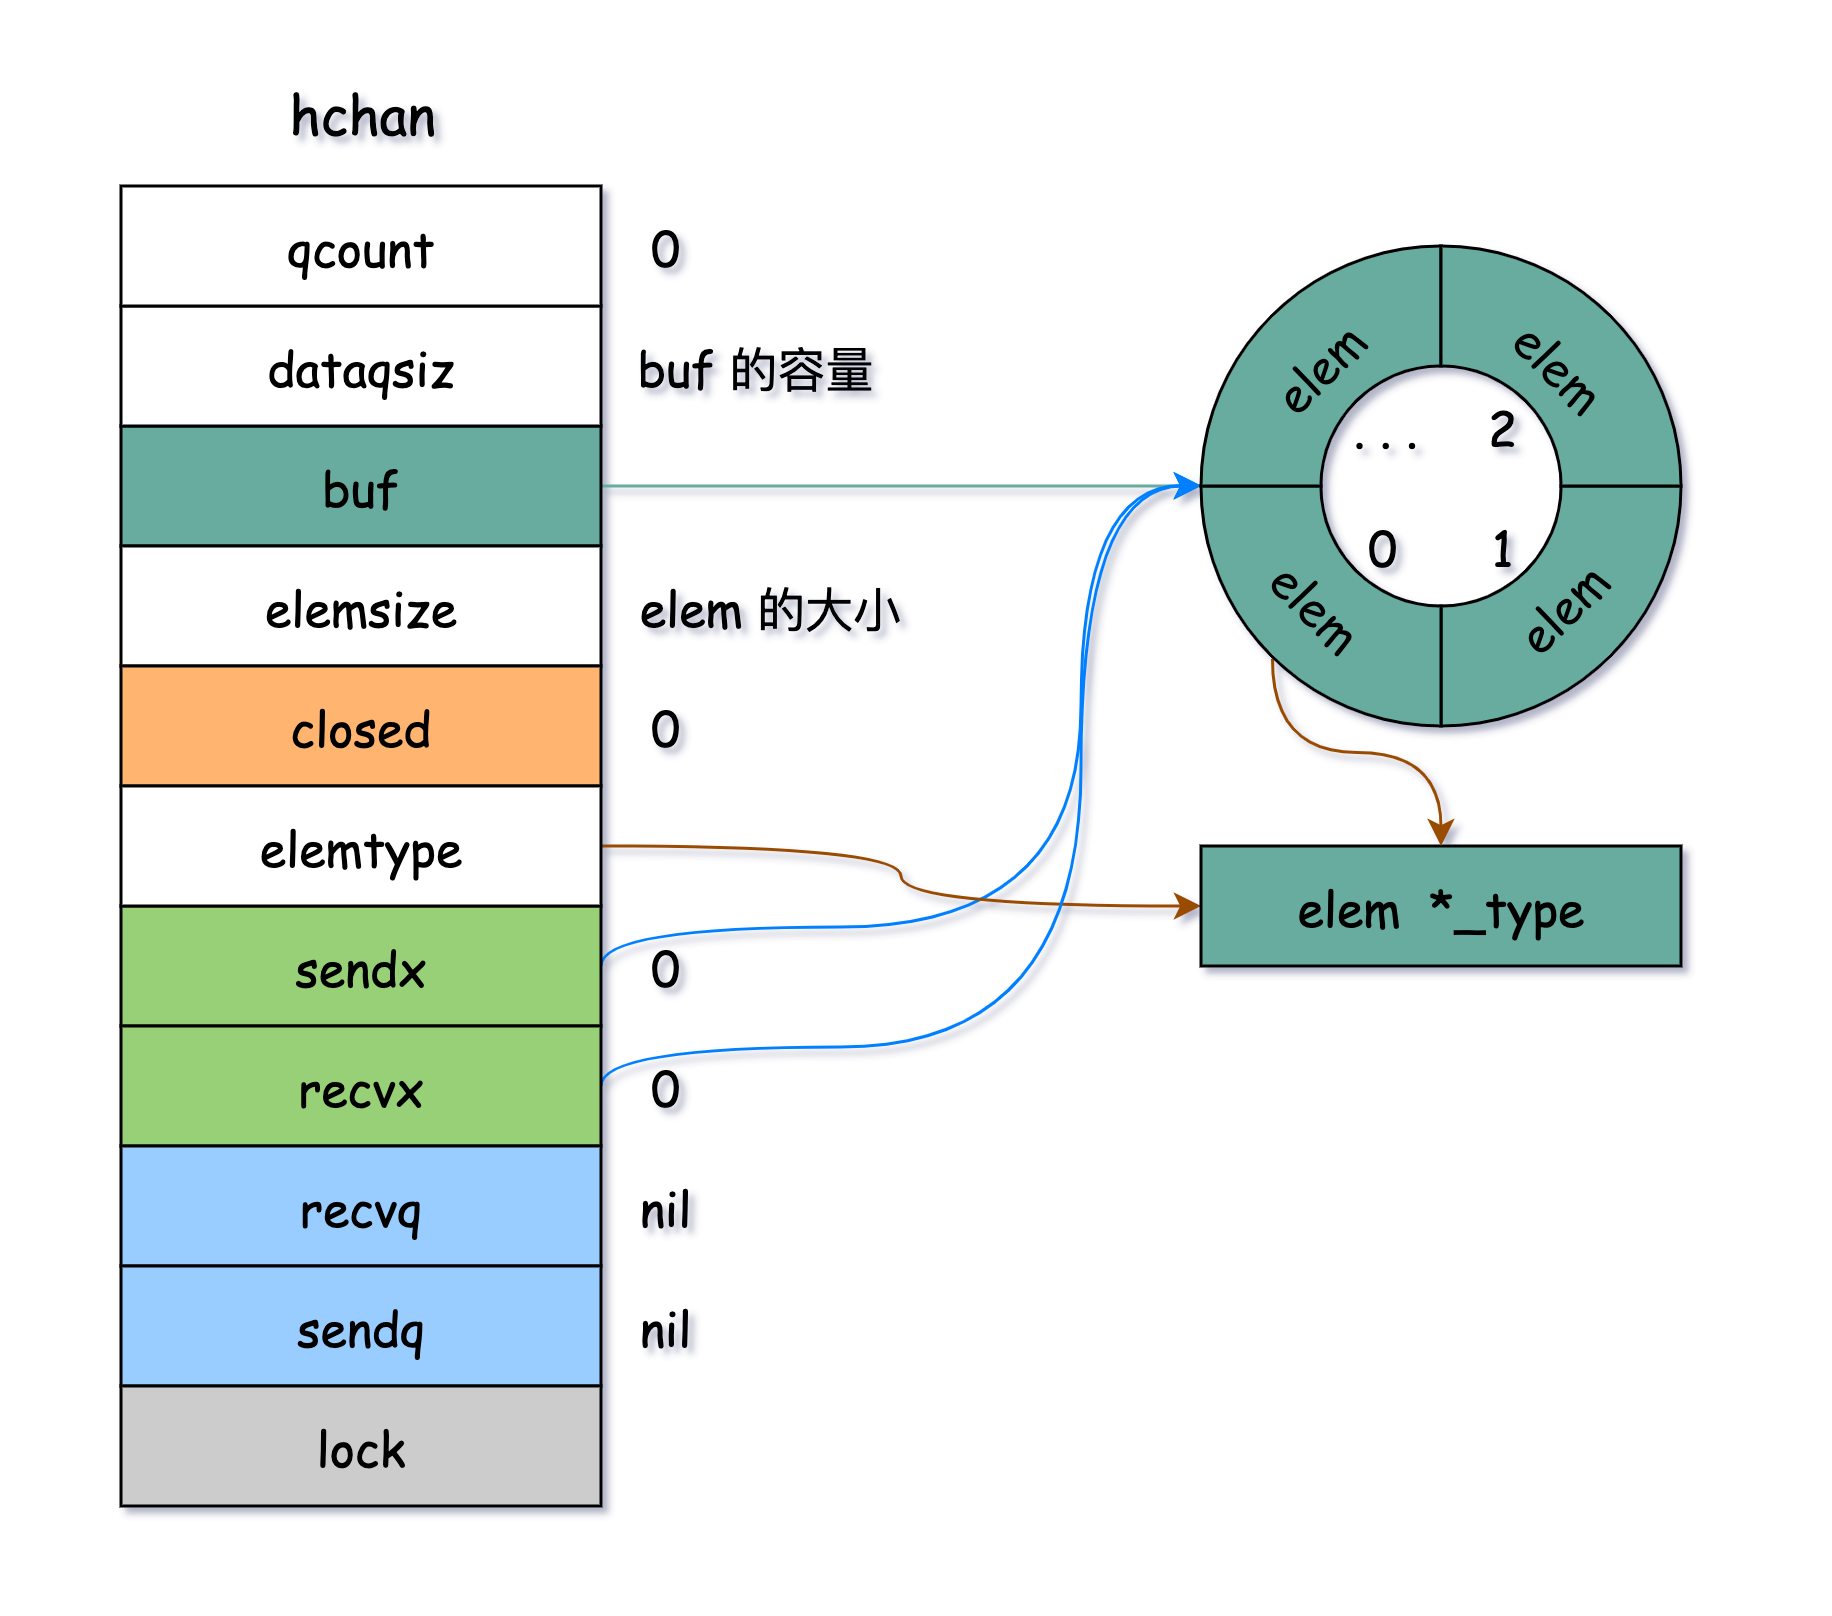 hchan
qcount 0
dataqsiz buf 的容量
buf
elemsize elem 的大小
closed 0
elemtype
sendx 0
recvx 0
recvq nil
sendq nil
lock
elem elem
... 2
0 1
elem elem
elem *_type